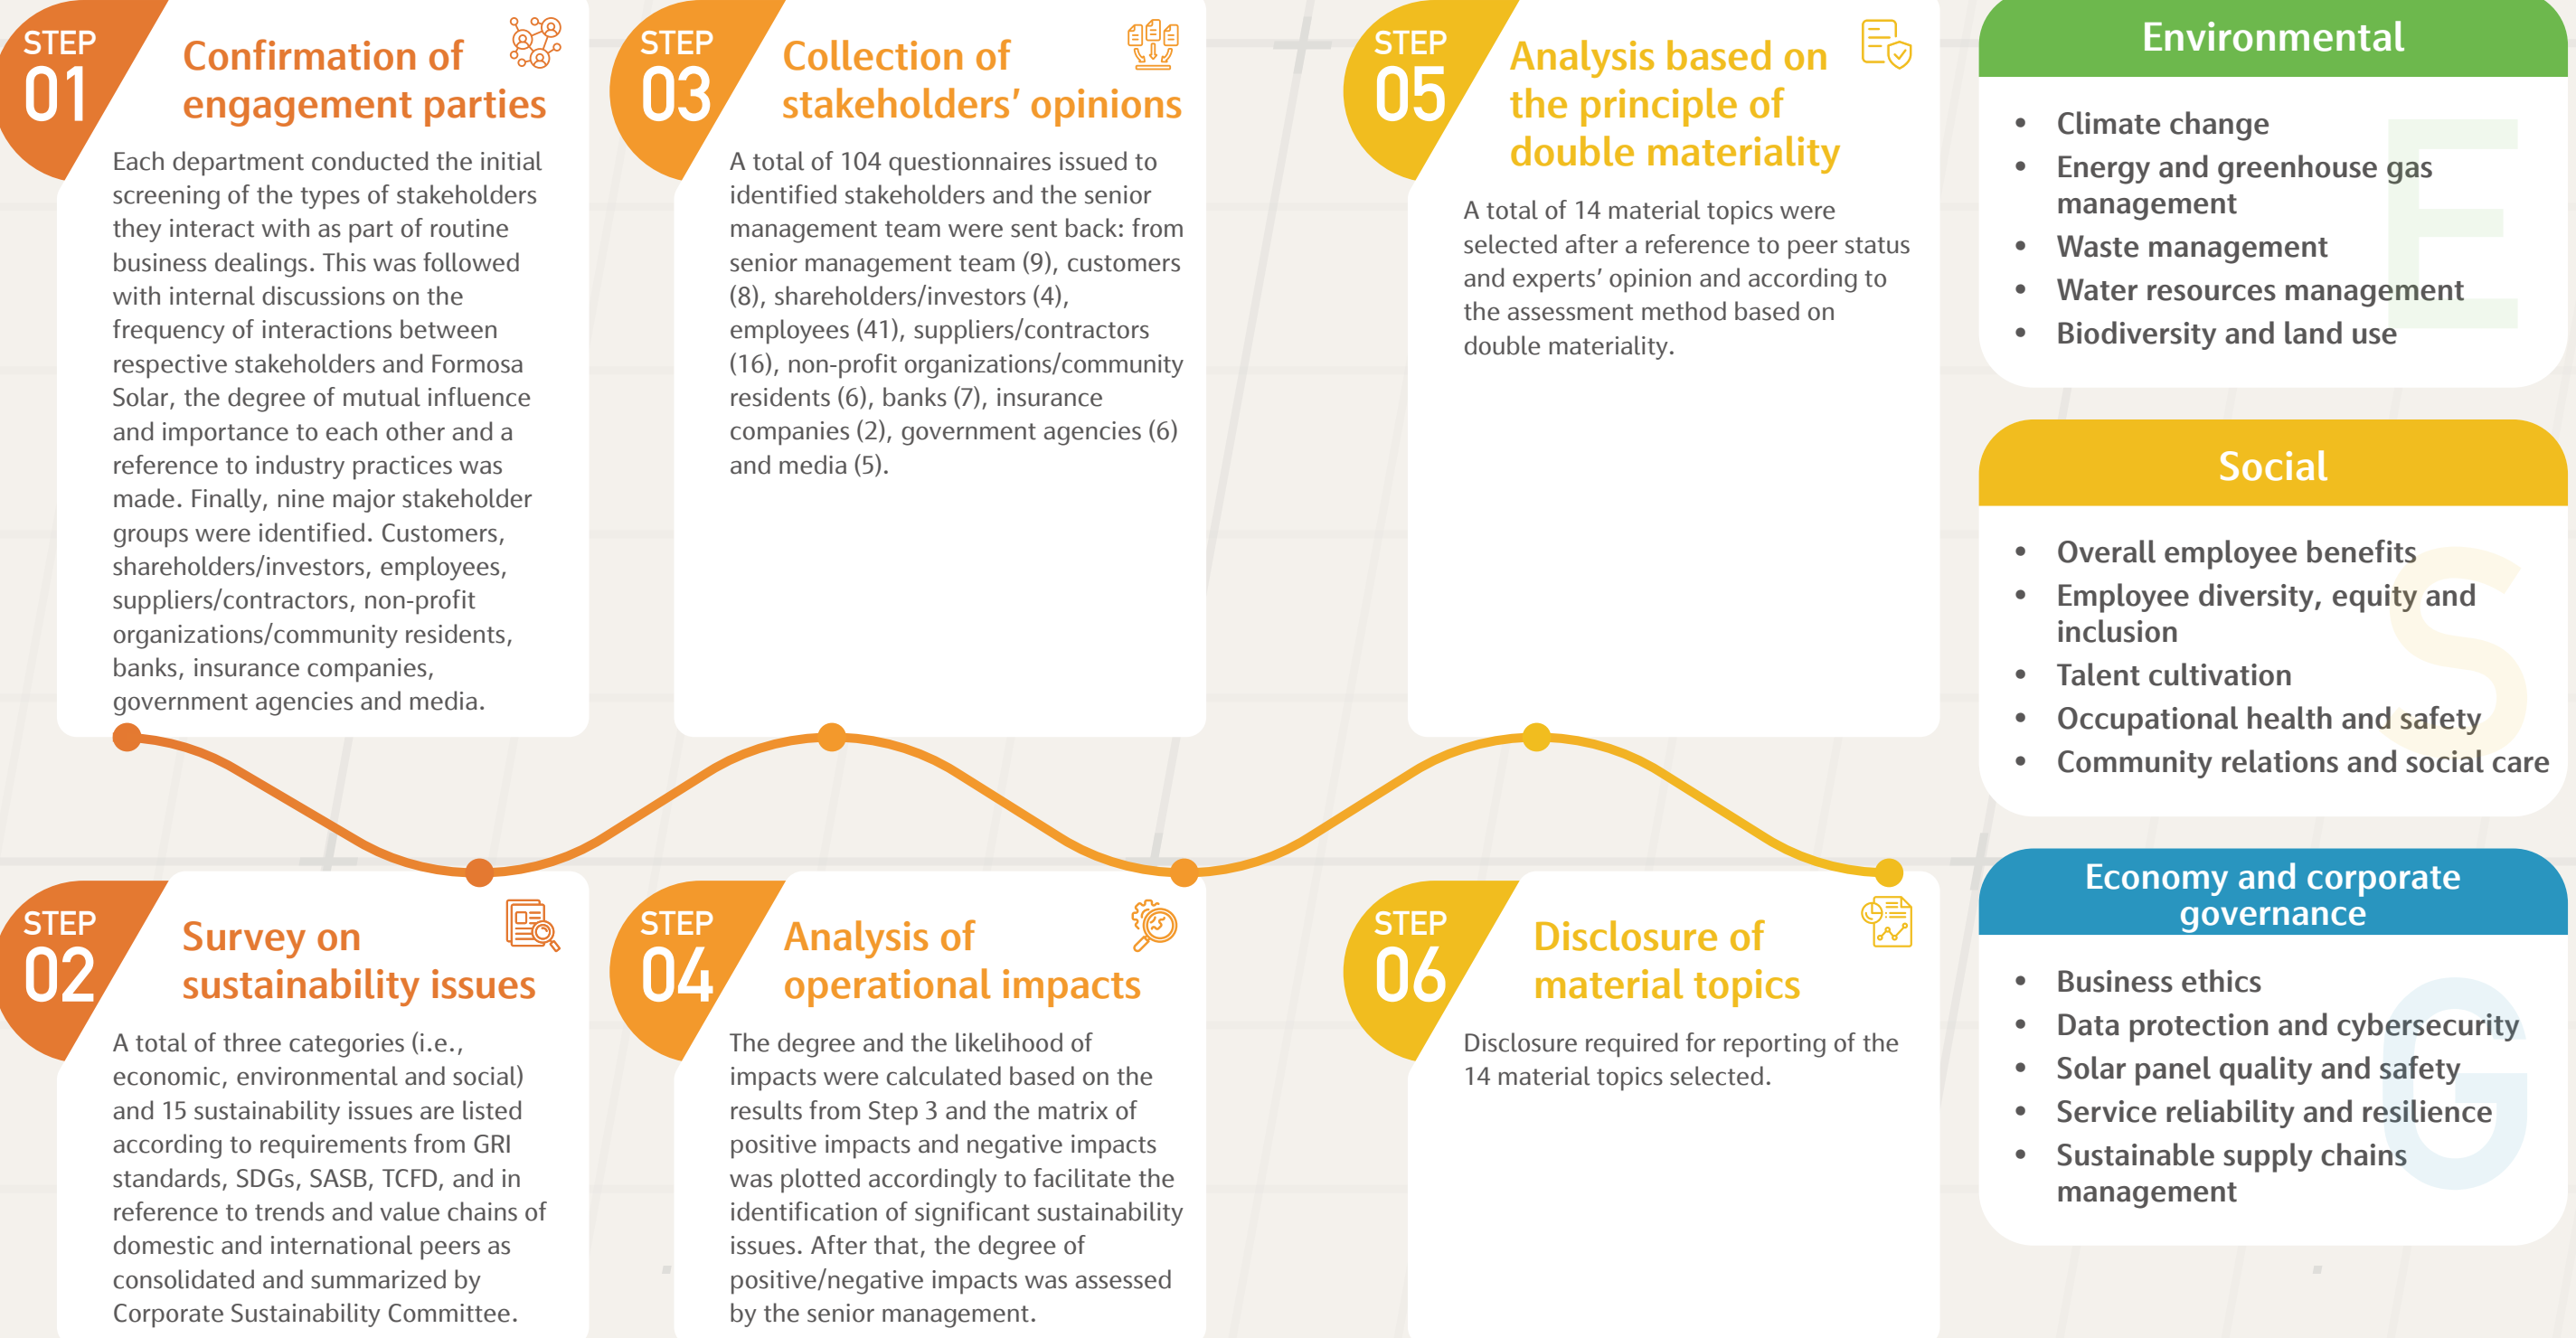 STEP
01
Confirmation of
engagement parties
Each department conducted the initial
screening of the types of stakeholders
they interact with as part of routine
business dealings. This was followed
with internal discussions on the
frequency of interactions between
respective stakeholders and Formosa
Solar, the degree of mutual influence
and importance to each other and a
reference to industry practices was
made. Finally, nine major stakeholder
groups were identified. Customers,
shareholders/investors, employees,
suppliers/contractors, non-profit
organizations/community residents,
banks, insurance companies,
government agencies and media.
STEP
02
Survey on
sustainability issues
A total of three categories (i.e.,
economic, environmental and social)
and 15 sustainability issues are listed
according to requirements from GRI
standards, SDGs, SASB, TCFD, and in
reference to trends and value chains of
domestic and international peers as
consolidated and summarized by
Corporate Sustainability Committee.
STEP
03
Collection of
stakeholders’ opinions
A total of 104 questionnaires issued to
identified stakeholders and the senior
management team were sent back: from
senior management team (9), customers
(8), shareholders/investors (4),
employees (41), suppliers/contractors
(16), non-profit organizations/community
residents (6), banks (7), insurance
companies (2), government agencies (6)
and media (5).
STEP
04
Analysis of
operational impacts
The degree and the likelihood of
impacts were calculated based on the
results from Step 3 and the matrix of
positive impacts and negative impacts
was plotted accordingly to facilitate the
identification of significant sustainability
issues. After that, the degree of
positive/negative impacts was assessed
by the senior management.
STEP
05
Analysis based on
the principle of
double materiality
A total of 14 material topics were
selected after a reference to peer status
and experts’ opinion and according to
the assessment method based on
double materiality.
STEP
06
Disclosure of
material topics
Disclosure required for reporting of the
14 material topics selected.
Environmental
E
• Climate change
• Energy and greenhouse gas
management
• Waste management
• Water resources management
• Biodiversity and land use
Social
S
• Overall employee benefits
• Employee diversity, equity and
inclusion
• Talent cultivation
• Occupational health and safety
• Community relations and social care
Economy and corporate
governance
G
• Business ethics
• Data protection and cybersecurity
• Solar panel quality and safety
• Service reliability and resilience
• Sustainable supply chains
management